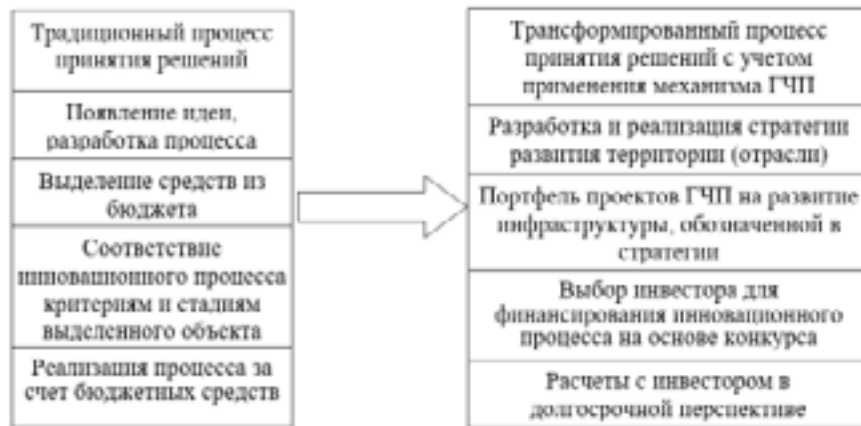 Традиционный процесс
принятия решений
Появление идеи,
разработка процесса
Выделение средств из
бюджета
Соответствие
инновационного процесса
критериям и стадиям
выделенного объекта
Реализация процесса за
счет бюджетных средств
Трансформированный процесс
принятия решений с учетом
применения механизма ГЧП
Разработка и реализация стратегии
развития территории (отрасли)
Портфель проектов ГЧП на развитие
инфраструктуры, обозначенной в
стратегии
Выбор инвестора для
финансирования инновационного
процесса на основе конкурса
Расчеты с инвестором в
долгосрочной перспективе